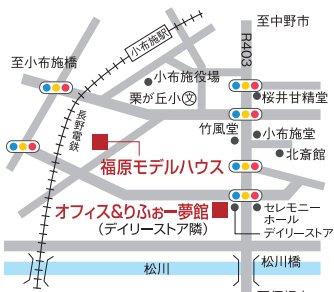 至中野市
小布施駅
R403
至小布施橋
小布施役場
栗が丘小
文
桜井甘精堂
長野電鉄
竹風堂
小布施堂
北斎館
福原モデルハウス
オフィス&りふぉー夢館
(デイリーストア隣)
セレモニー
ホール
デイリーストア
松川
松川橋